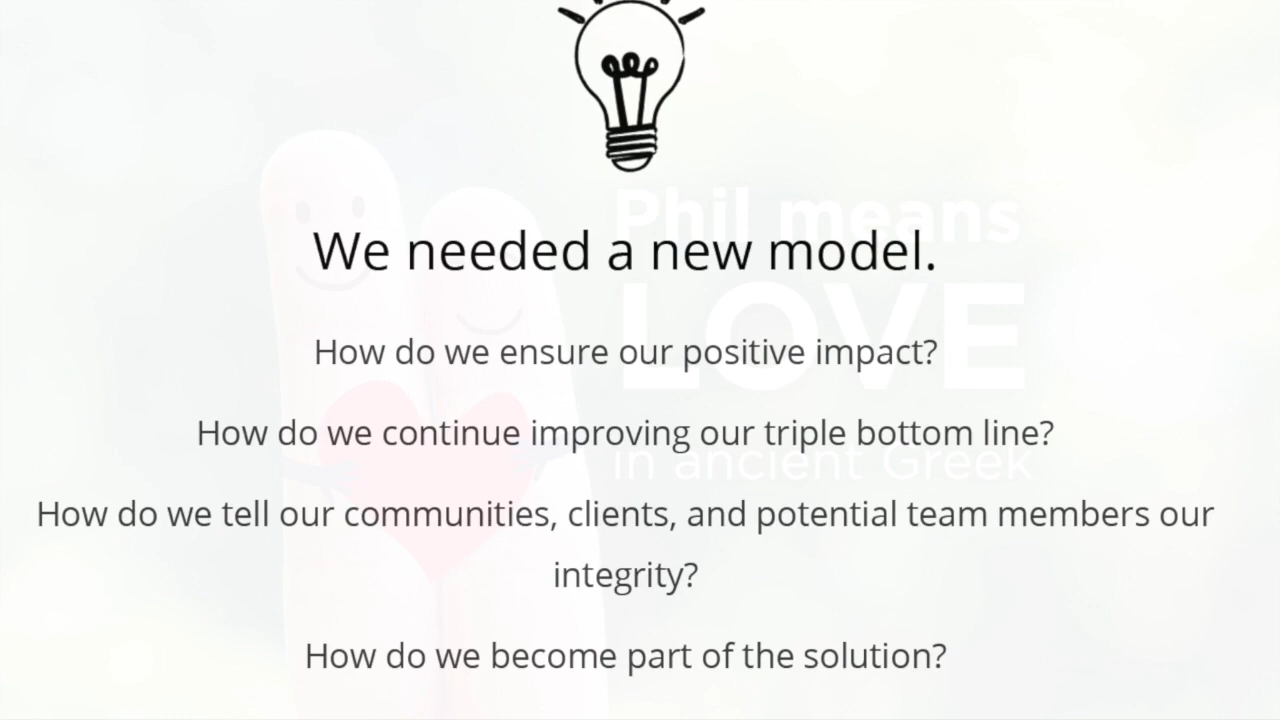 We needed a new model.
How do we ensure our positive impact?
How do we continue improving our triple bottom line?
How do we tell our communities, clients, and potential team members our
integrity?
How do we become part of the solution?
Phil means
LOVE
in ancient Greek